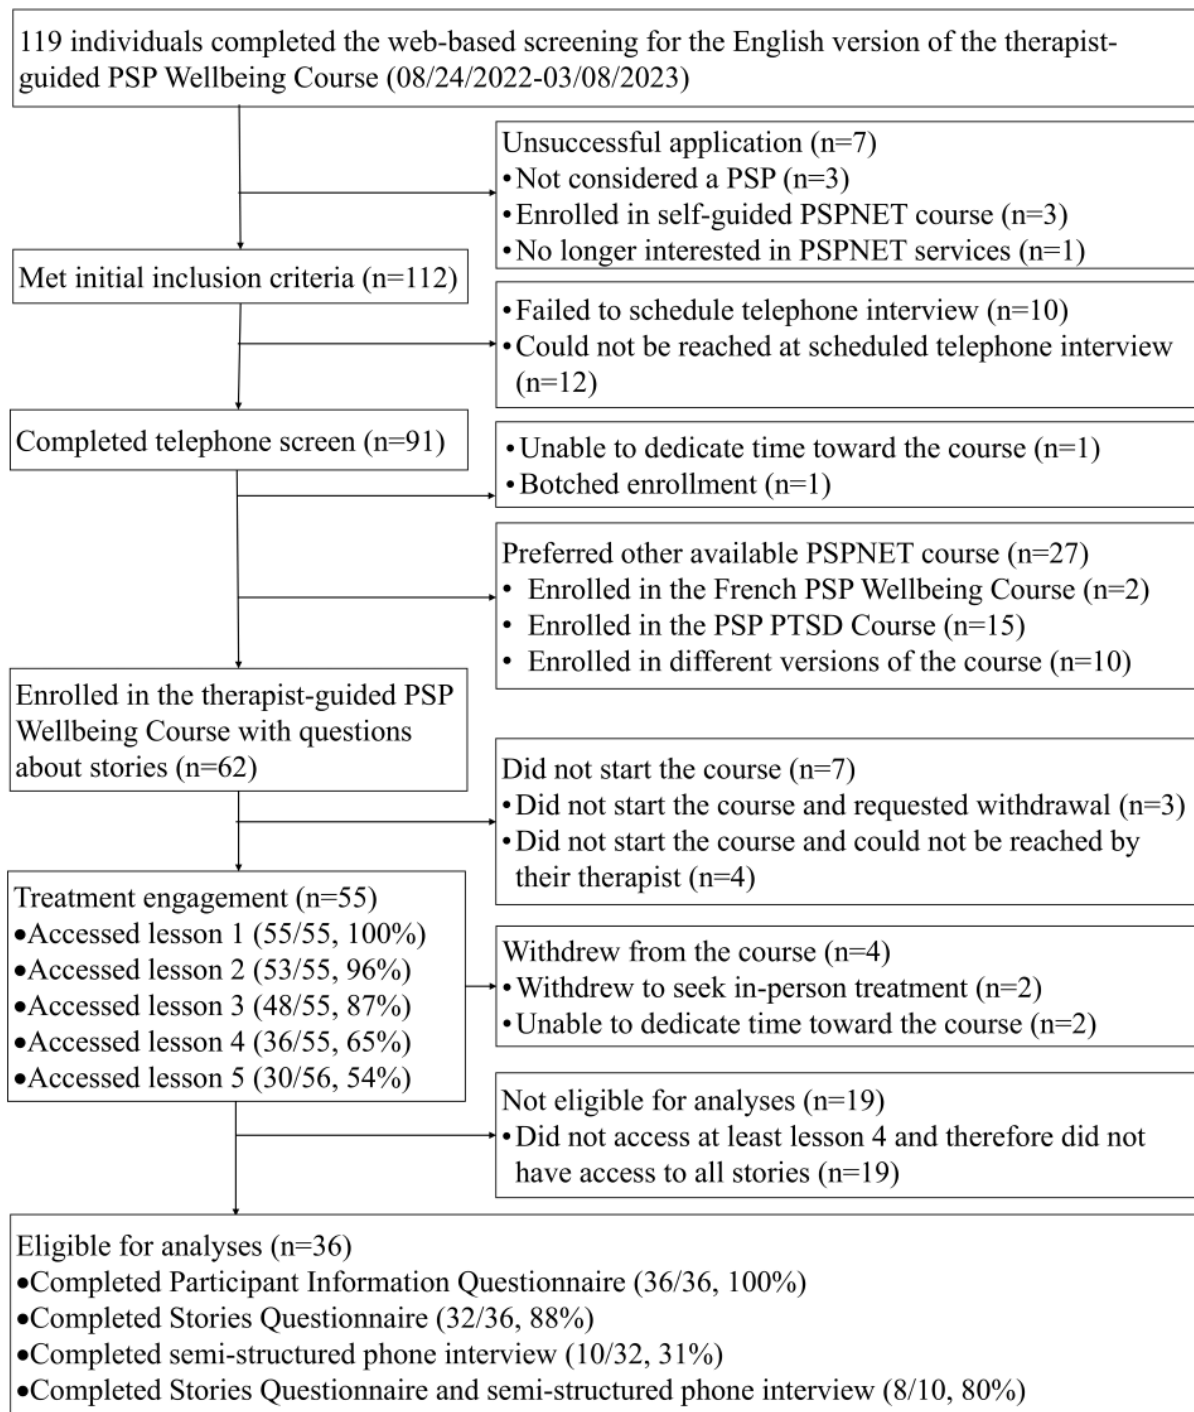 119 individuals completed the web-based screening for the English version of the therapist-
guided PSP Wellbeing Course (08/24/2022-03/08/2023)
Unsuccessful application (n=7)
•Not considered a PSP (n=3)
•Enrolled in self-guided PSPNET course (n=3)
•No longer interested in PSPNET services (n=1)
Met initial inclusion criteria (n=112)
•Failed to schedule telephone interview (n=10)
•Could not be reached at scheduled telephone interview
(n=12)
Completed telephone screen (n=91)
•Unable to dedicate time toward the course (n=1)
•Botched enrollment (n=1)
Preferred other available PSPNET course (n=27)
• Enrolled in the French PSP Wellbeing Course (n=2)
• Enrolled in the PSP PTSD Course (n=15)
• Enrolled in different versions of the course (n=10)
Enrolled in the therapist-guided PSP
Wellbeing Course with questions
about stories (n=62)
Did not start the course (n=7)
•Did not start the course and requested withdrawal (n=3)
•Did not start the course and could not be reached by
their therapist (n=4)
Treatment engagement (n=55)
•Accessed lesson 1 (55/55, 100%)
•Accessed lesson 2 (53/55, 96%)
•Accessed lesson 3 (48/55, 87%)
•Accessed lesson 4 (36/55, 65%)
•Accessed lesson 5 (30/56, 54%)
Withdrew from the course (n=4)
•Withdrew to seek in-person treatment (n=2)
•Unable to dedicate time toward the course (n=2)
Not eligible for analyses (n=19)
•Did not access at least lesson 4 and therefore did not
have access to all stories (n=19)
Eligible for analyses (n=36)
•Completed Participant Information Questionnaire (36/36, 100%)
•Completed Stories Questionnaire (32/36, 88%)
•Completed semi-structured phone interview (10/32, 31%)
•Completed Stories Questionnaire and semi-structured phone interview (8/10, 80%)